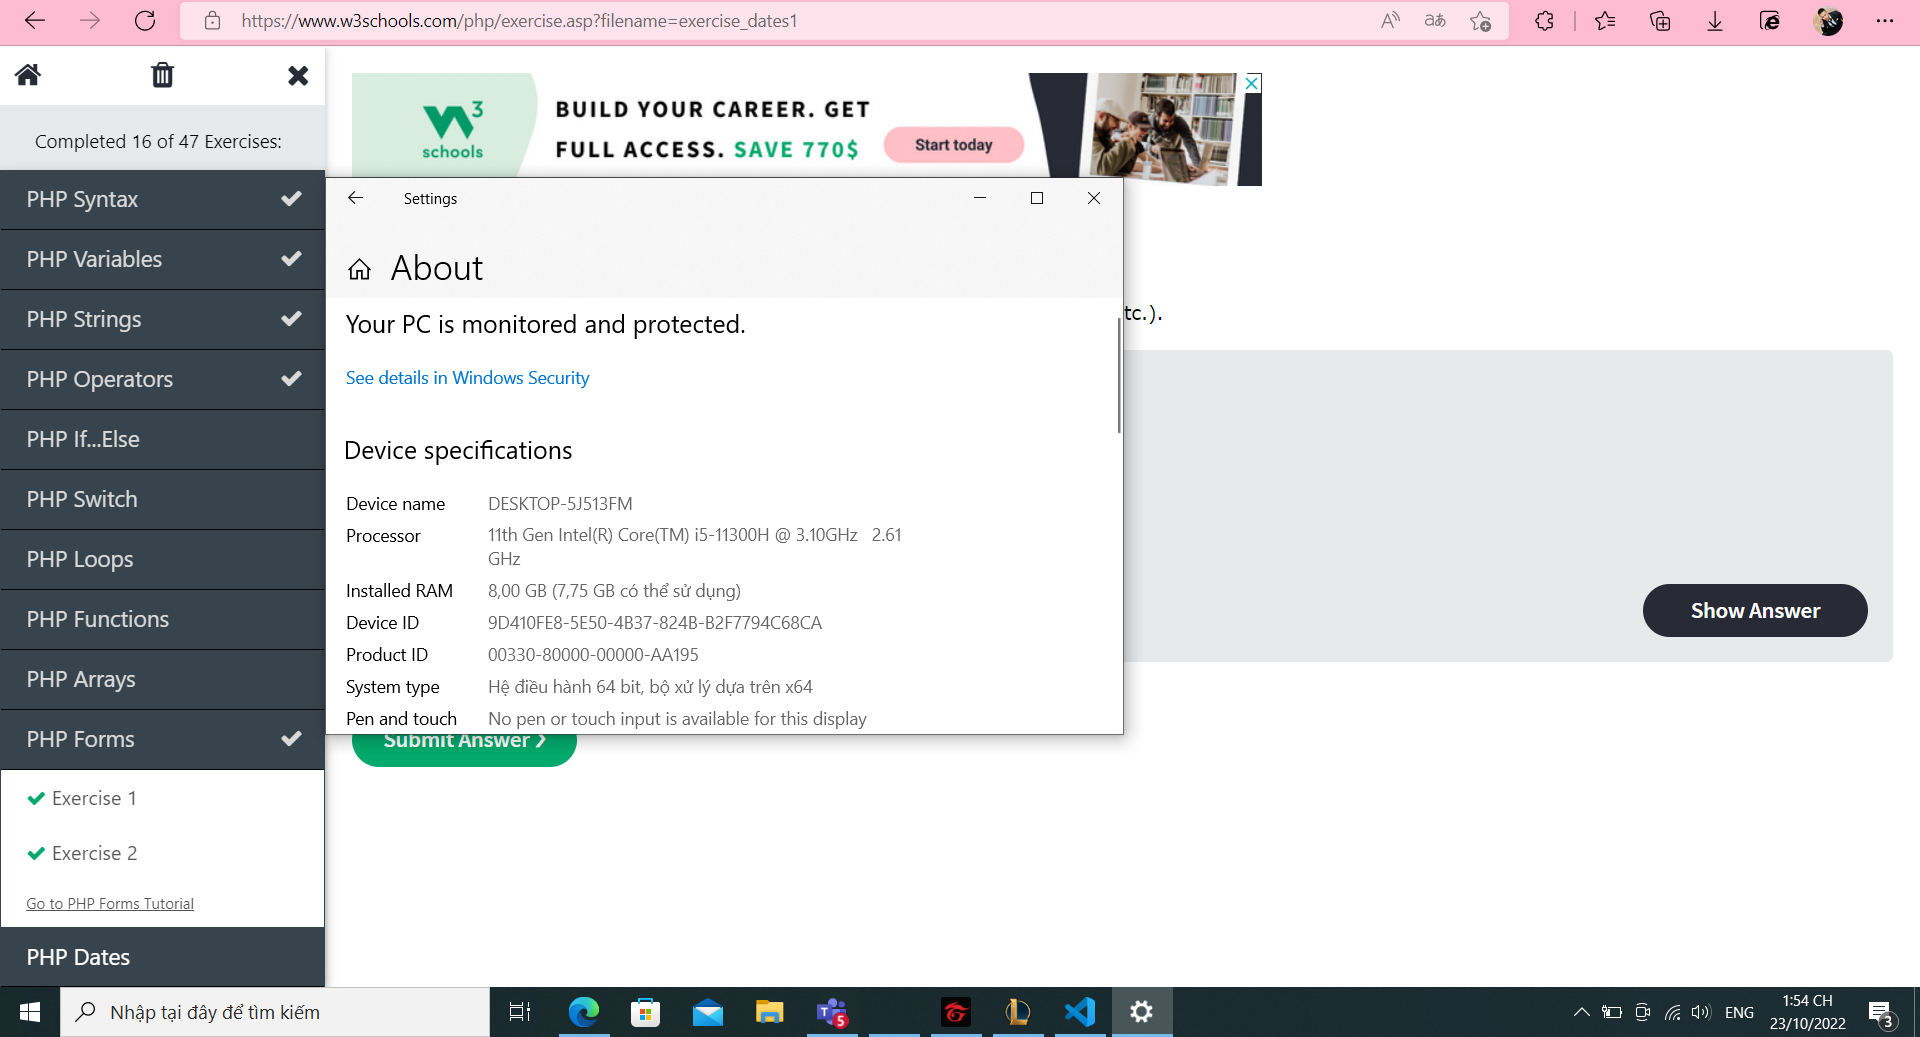 https://www.w3schools.com/php/exercise.asp?filename=exercise_dates1
Completed 16 of 47 Exercises:
PHP Syntax
PHP Variables
PHP Strings
PHP Operators
PHP If...Else
PHP Switch
PHP Loops
PHP Functions
PHP Arrays
PHP Forms
Exercise 1
Exercise 2
Go to PHP Forms Tutorial
PHP Dates
W3
schools
BUILD YOUR CAREER. GET
FULL ACCESS. SAVE 770$
Start today
Settings
About
Your PC is monitored and protected.
See details in Windows Security
Device specifications
Device name DESKTOP-5J513FM
Processor 11th Gen Intel(R) Core(TM) i5-11300H @ 3.10GHz 2.61
GHz
Installed RAM 8,00 GB (7,75 GB có thể sử dụng)
Device ID 9D410FE8-5E50-4B37-824B-B2F7794C68CA
Product ID 00330-80000-00000-AA195
System type Hệ điều hành 64 bit, bộ xử lý dựa trên x64
Pen and touch No pen or touch input is available for this display
tc.).
Show Answer
Submit Answer ❯
Nhập tại đây để tìm kiếm
T 5
ENG
1:54 CH
23/10/2022
3